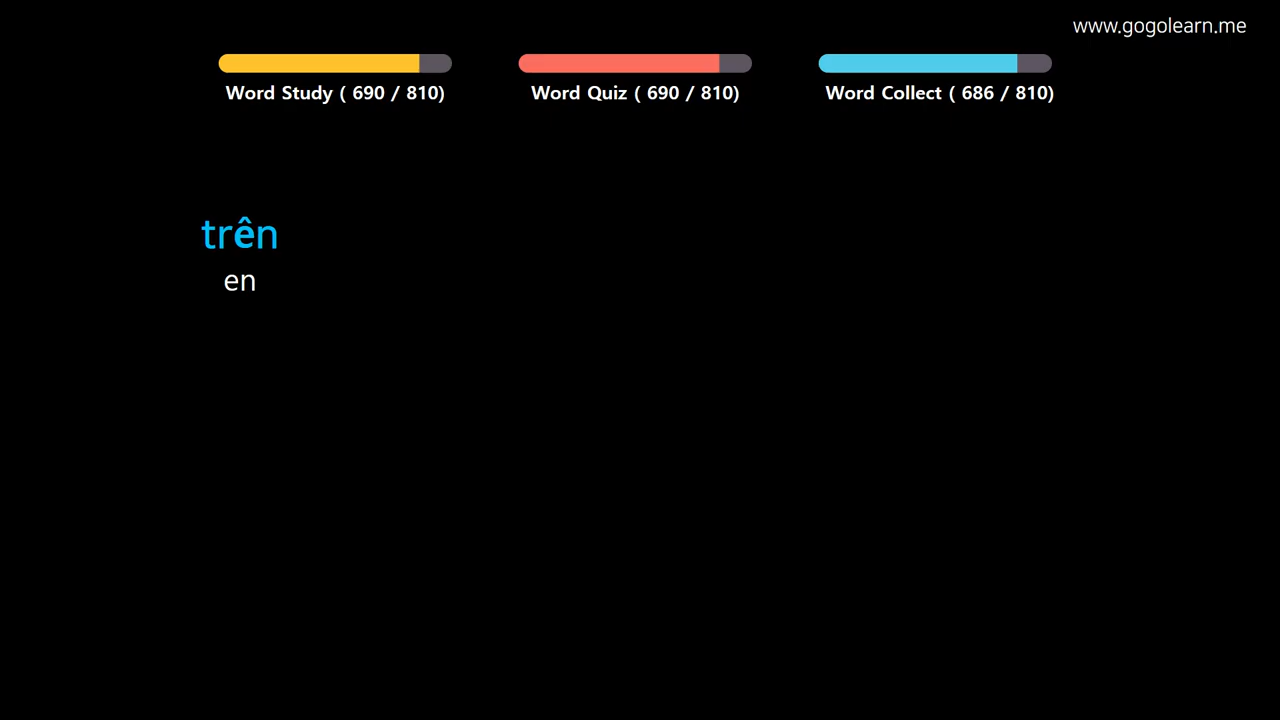 www.gogolearn.me
Word Study ( 690 / 810)
Word Quiz ( 690 / 810)
Word Collect ( 686 / 810)
trên
en